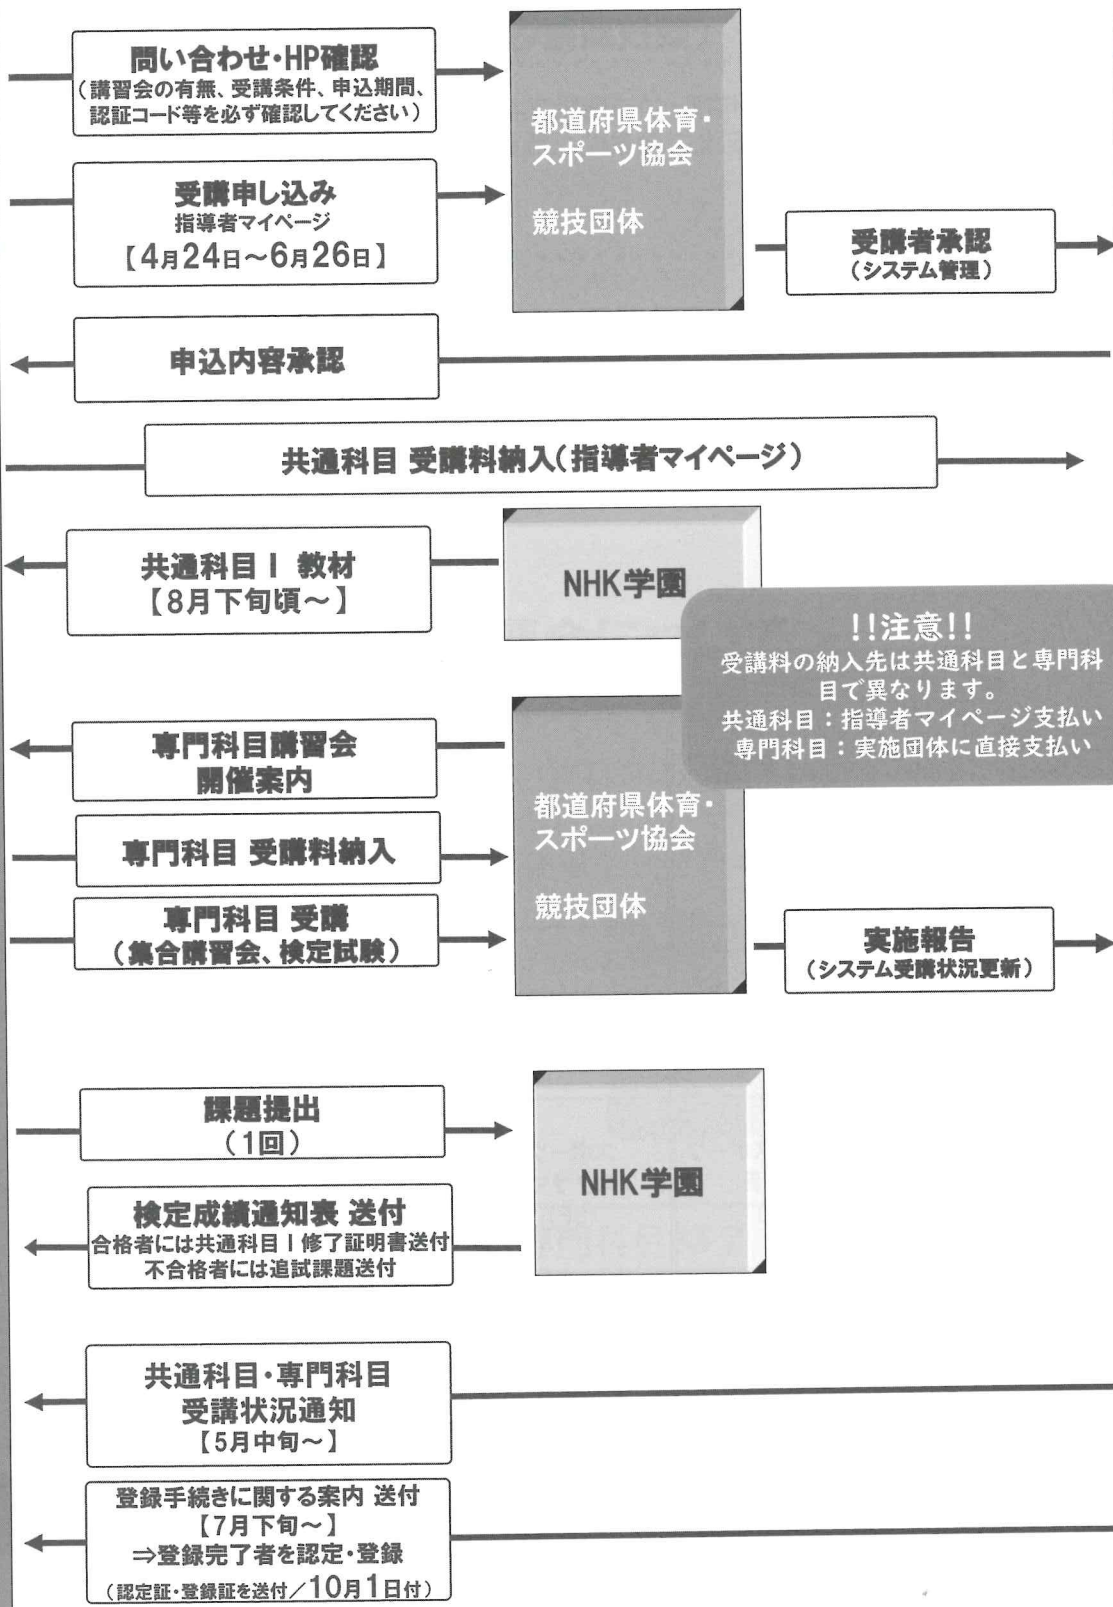 問い合わせ・HP確認
(講習会の有無、受講条件、申込期間、
認証コード等を必ず確認してください)
都道府県体育・
スポーツ協会
競技団体
受講申し込み
指導者マイページ
【4月24日～6月26日】
受講者承認
(システム管理)
申込内容承認
共通科目 受講料納入(指導者マイページ)
共通科目Ⅰ 教材
【8月下旬頃～】
NHK学園
!!注意!!
受講料の納入先は共通科目と専門科
目で異なります。
共通科目：指導者マイページ支払い
専門科目：実施団体に直接支払い
専門科目講習会
開催案内
都道府県体育・
スポーツ協会
競技団体
専門科目 受講料納入
専門科目 受講
(集合講習会、検定試験)
実施報告
(システム受講状況更新)
課題提出
(1回)
NHK学園
検定成績通知表 送付
合格者には共通科目Ⅰ修了証明書送付
不合格者には追試課題送付
共通科目・専門科目
受講状況通知
【5月中旬～】
登録手続きに関する案内 送付
【7月下旬～】
⇒登録完了者を認定・登録
(認定証・登録証を送付/10月1日付)